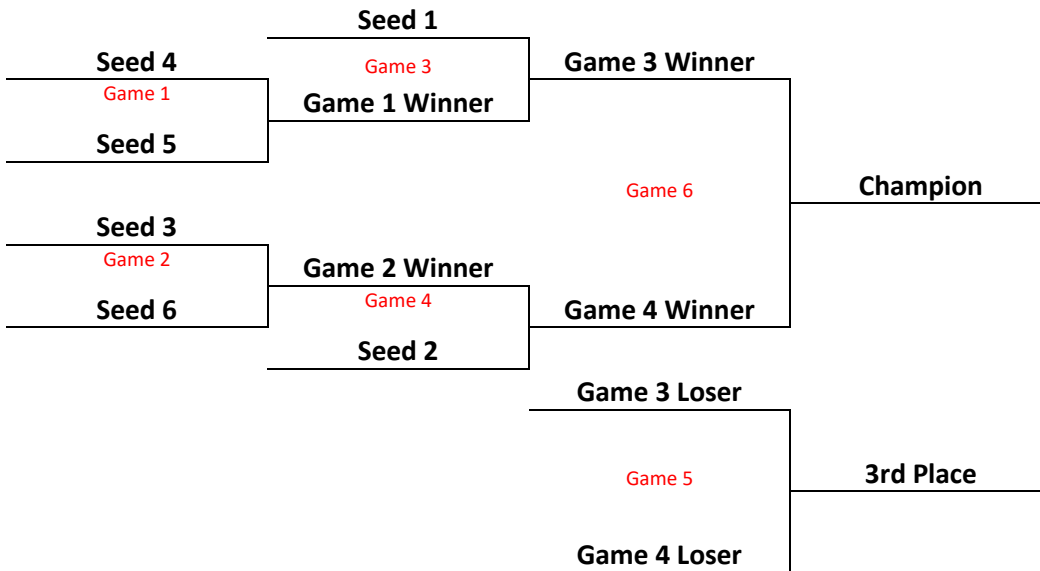 Seed 1
Seed 4
Game 3
Game 3 Winner
Game 1
Game 1 Winner
Seed 5
Game 6
Champion
Seed 3
Game 2
Game 2 Winner
Seed 6
Game 4
Game 4 Winner
Seed 2
Game 3 Loser
Game 5
3rd Place
Game 4 Loser